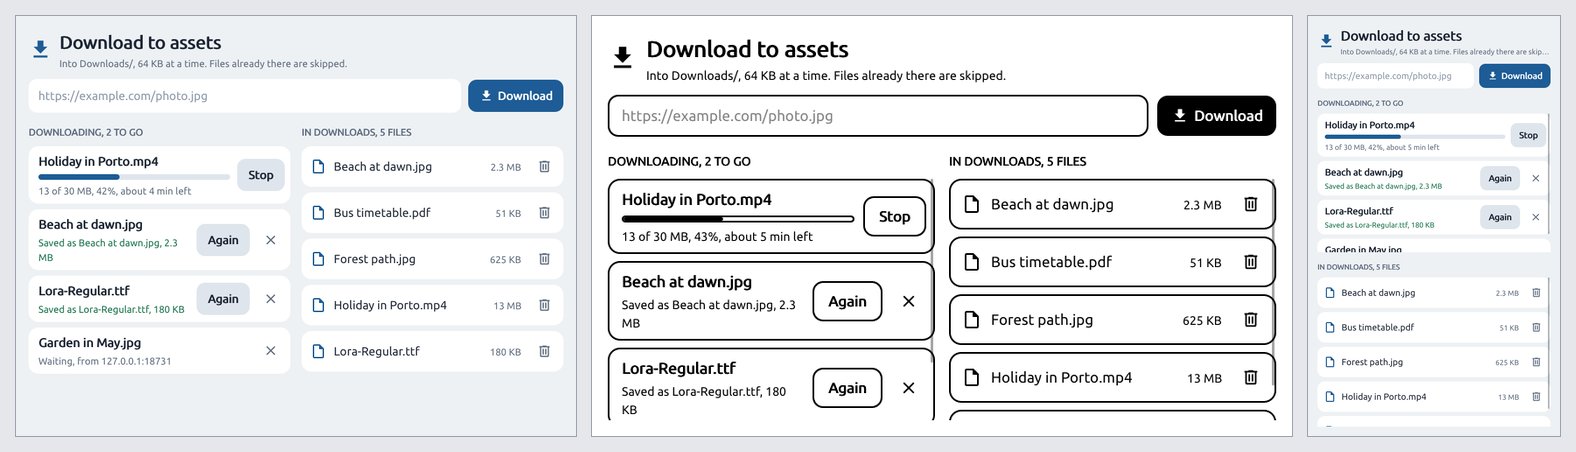 Download to assets
Into Downloads/, 64 KB at a time. Files already there are skipped.
https://example.com/photo.jpg
Download
DOWNLOADING, 2 TO GO
Holiday in Porto.mp4
13 of 30 MB, 42%, about 4 min left
Stop
Beach at dawn.jpg
Saved as Beach at dawn.jpg, 2.3
MB
Again
Lora-Regular.ttf
Saved as Lora-Regular.ttf, 180 KB
Again
Garden in May.jpg
Waiting, from 127.0.0.1:18731
IN DOWNLOADS, 5 FILES
Beach at dawn.jpg 2.3 MB
Bus timetable.pdf 51 KB
Forest path.jpg 625 KB
Holiday in Porto.mp4 13 MB
Lora-Regular.ttf 180 KB
Download to assets
Into Downloads/, 64 KB at a time. Files already there are skipped.
https://example.com/photo.jpg
Download
DOWNLOADING, 2 TO GO
Holiday in Porto.mp4
13 of 30 MB, 43%, about 5 min left
Stop
Beach at dawn.jpg
Saved as Beach at dawn.jpg, 2.3
MB
Again
Lora-Regular.ttf
Saved as Lora-Regular.ttf, 180
KB
Again
IN DOWNLOADS, 5 FILES
Beach at dawn.jpg 2.3 MB
Bus timetable.pdf 51 KB
Forest path.jpg 625 KB
Holiday in Porto.mp4 13 MB
Download to assets
Into Downloads/, 64 KB at a time. Files already there are skip...
https://example.com/photo.jpg
Download
DOWNLOADING, 2 TO GO
Holiday in Porto.mp4
13 of 30 MB, 42%, about 5 min left
Stop
Beach at dawn.jpg
Saved as Beach at dawn.jpg, 2.3 MB
Again
Lora-Regular.ttf
Saved as Lora-Regular.ttf, 180 KB
Again
Garden in May.jpg
IN DOWNLOADS, 5 FILES
Beach at dawn.jpg 2.3 MB
Bus timetable.pdf 51 KB
Forest path.jpg 625 KB
Holiday in Porto.mp4 13 MB